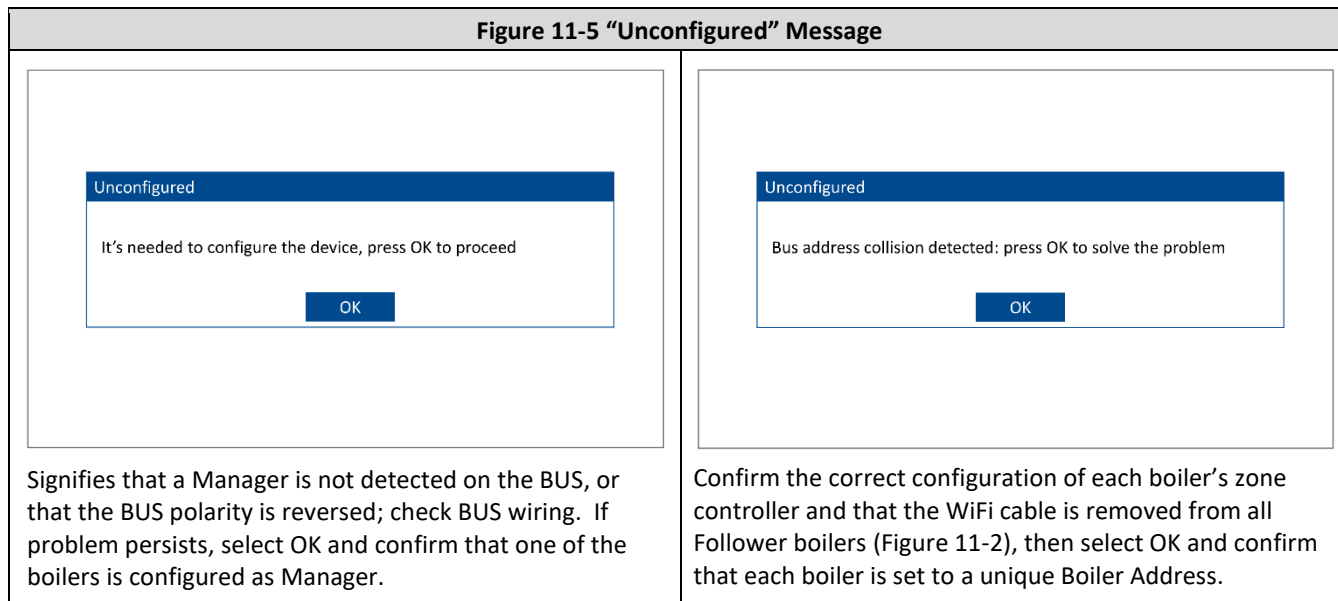 Figure 11-5 “Unconfigured” Message
Unconfigured
It’s needed to configure the device, press OK to proceed
OK
Signifies that a Manager is not detected on the BUS, or
that the BUS polarity is reversed; check BUS wiring.  If
problem persists, select OK and confirm that one of the
boilers is configured as Manager.
Unconfigured
Bus address collision detected: press OK to solve the problem
OK
Confirm the correct configuration of each boiler’s zone
controller and that the WiFi cable is removed from all
Follower boilers (Figure 11-2), then select OK and confirm
that each boiler is set to a unique Boiler Address.